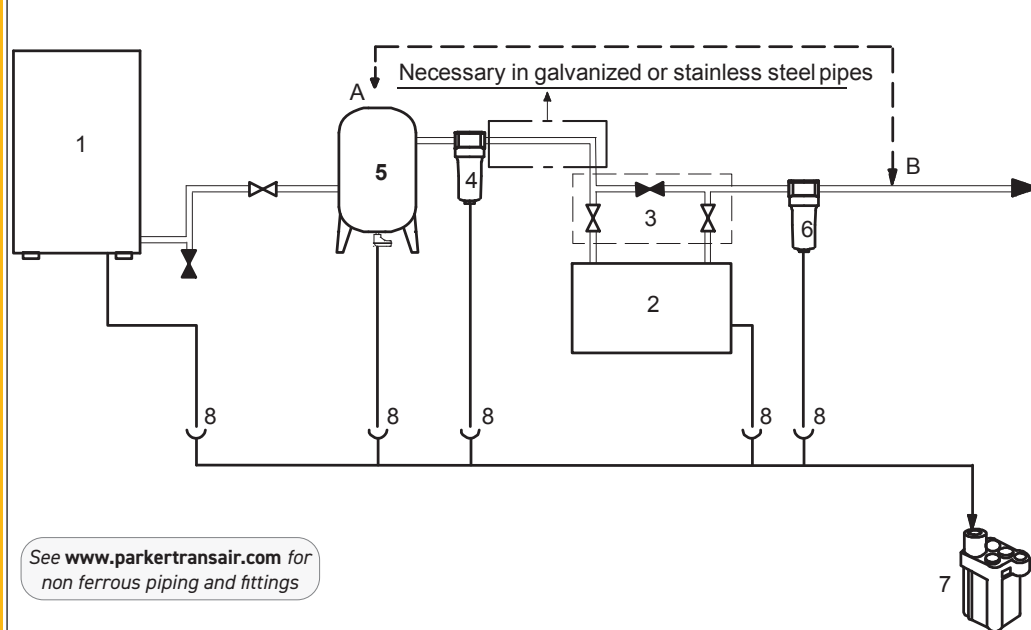 Necessary in galvanized or stainless steel pipes
A
1
5
4
B
3
6
2
8
8
8
8
8
See www.parkertransair.com for
non ferrous piping and fittings
7